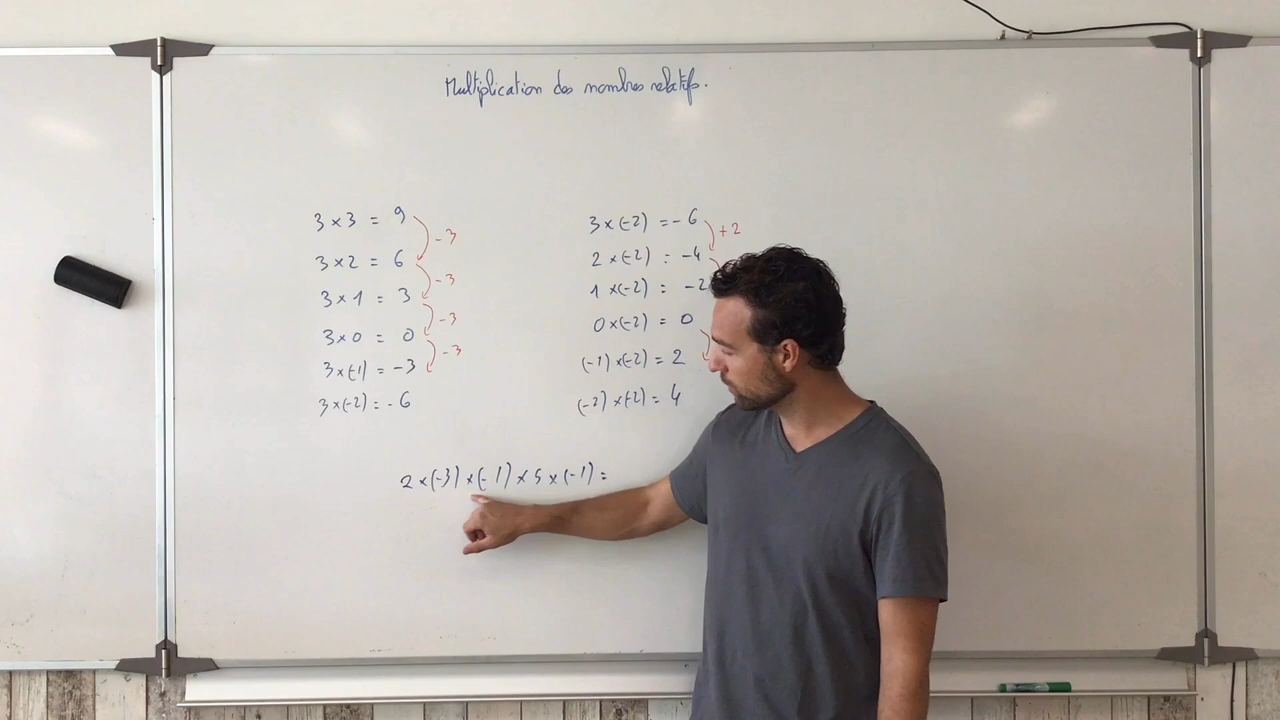 Multiplication des nombres relatifs.
3 × 3 = 9
-3
3 × 2 = 6
-3
3 × 1 = 3
-3
3 × 0 = 0
-3
3 × (-1) = -3
3 × (-2) = -6
3 × (-2) = -6
+2
2 × (-2) = -4
1 × (-2) = -2
0 × (-2) = 0
(-1) × (-2) = 2
(-2) × (-2) = 4
2 × (-3) × (-1) × 5 × (-1) =